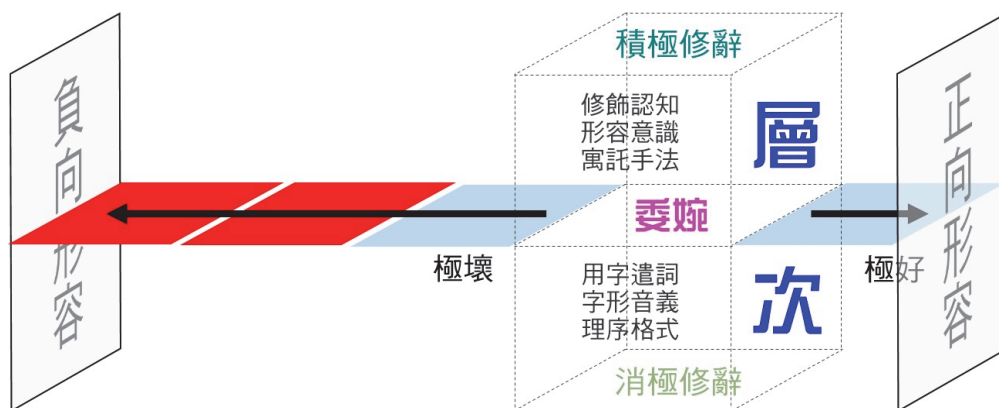 負向形容
積極修辭
修飾認知
形容意識
寓託手法
層
委婉
極壞
用字遣詞
字形音義
理序格式
次
消極修辭
極好
正向形容